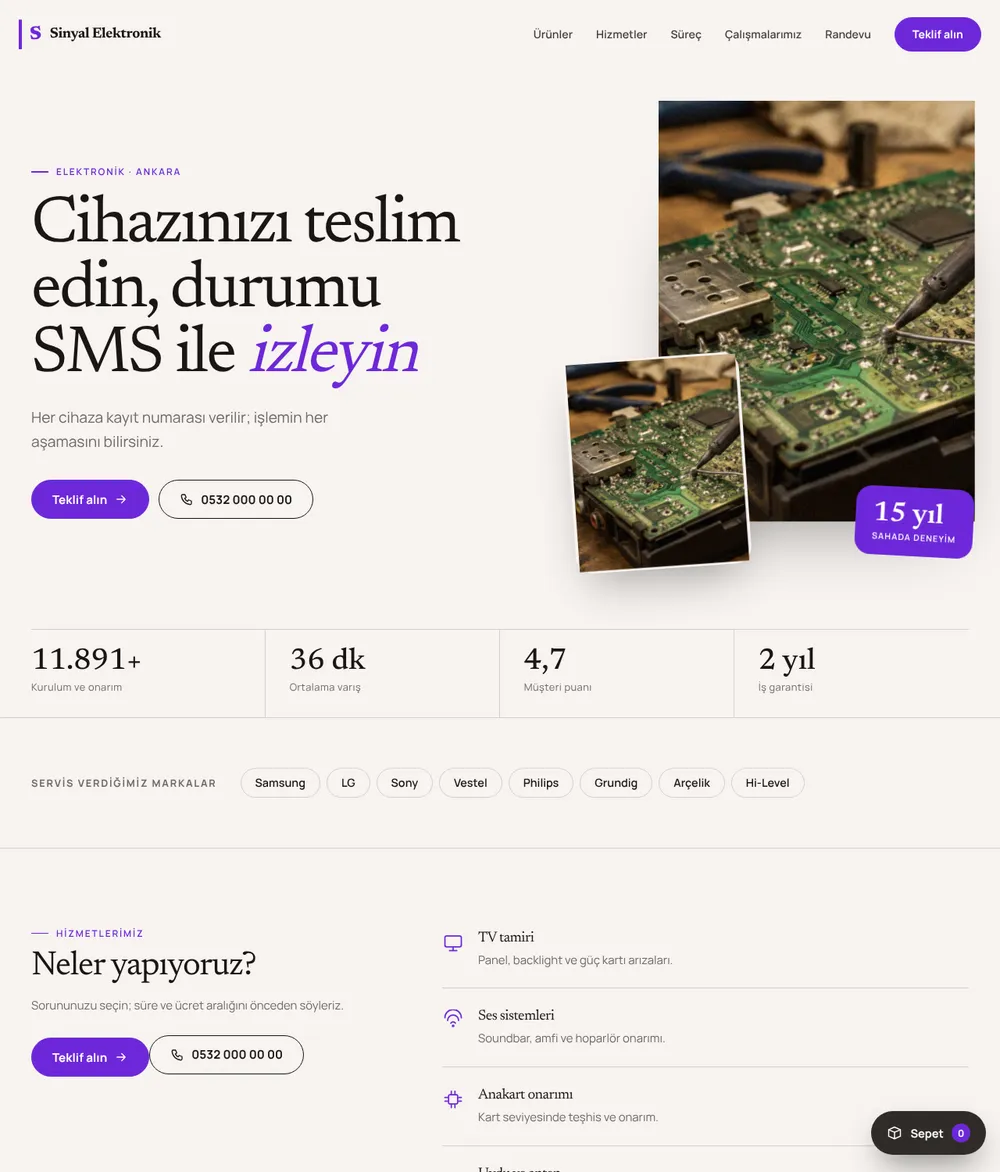 S Sinyal Elektronik
Ürünler Hizmetler Süreç Çalışmalarımız Randevu Teklif alın
ELEKTRONİK · ANKARA
Cihazınızı teslim
edin, durumu
SMS ile izleyin
Her cihaza kayıt numarası verilir; işlemin her
aşamasını bilirsiniz.
Teklif alın → 0532 000 00 00
15 yıl
SAHADA DENEYİM
11.891+ 36 dk 4,7 2 yıl
Kurulum ve onarım Ortalama varış Müşteri puanı İş garantisi
SERVİS VERDİĞİMİZ MARKALAR Samsung LG Sony Vestel Philips Grundig Arçelik Hi-Level
HİZMETLERİMİZ
Neler yapıyoruz?
Sorununuzu seçin; süre ve ücret aralığını önceden söyleriz.
Teklif alın → 0532 000 00 00
TV tamiri
Panel, backlight ve güç kartı arızaları.
Ses sistemleri
Soundbar, amfi ve hoparlör onarımı.
Anakart onarımı
Kart seviyesinde teşhis ve onarım.
Sepet 0